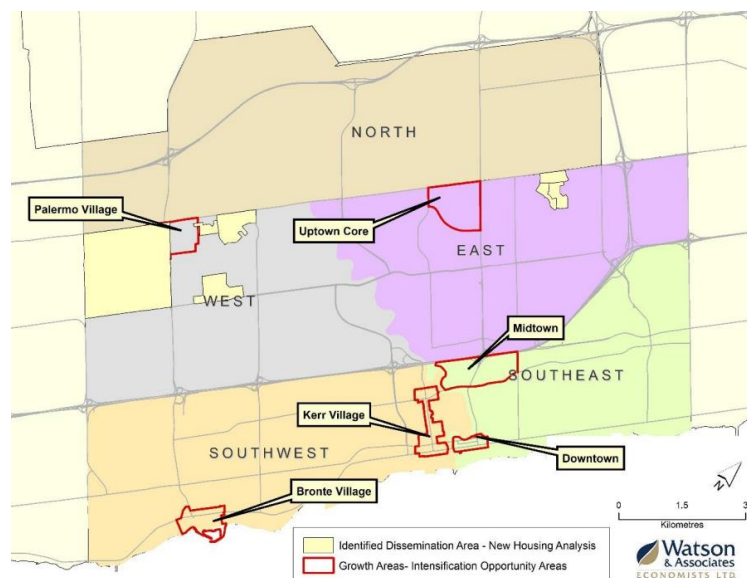 NORTH
Palermo Village
Uptown Core
EAST
WEST
Midtown
SOUTHEAST
Kerr Village
SOUTHWEST
Downtown
Bronte Village
N
0 1.5 3
Kilometres
Identified Dissemination Area - New Housing Analysis
Growth Areas- Intensification Opportunity Areas
Watson
& Associates
ECONOMISTS LTD.